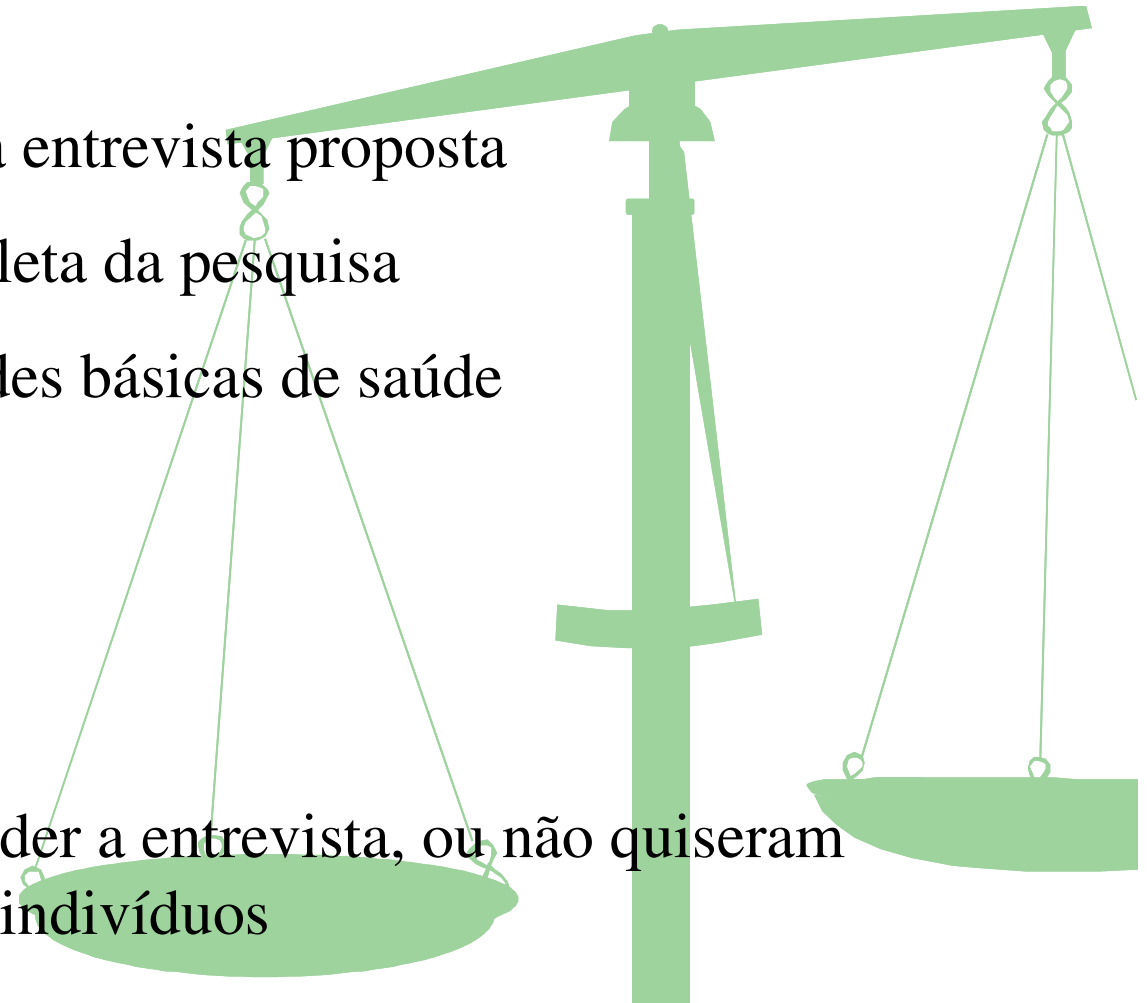 entrevista proposta
leta da pesquisa
des básicas de saúde
der a entrevista, ou não quiseram
indivíduos